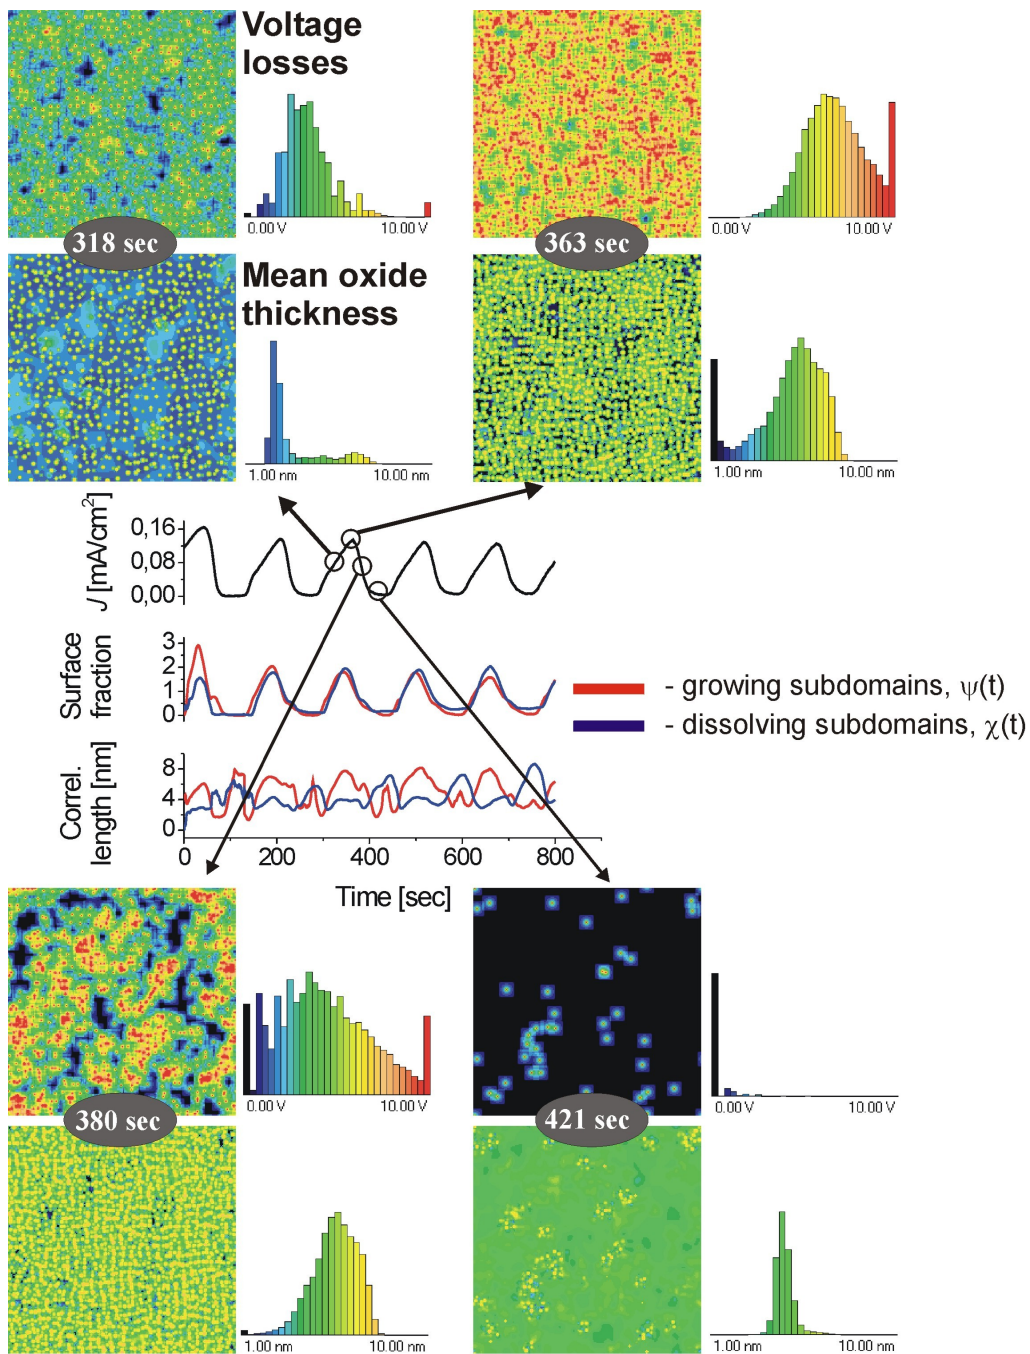 Voltage
losses
0.00 V 10.00 V
0.00 V 10.00 V
318 sec
363 sec
Mean oxide
thickness
1.00 nm 10.00 nm
1.00 nm 10.00 nm
J [mA/cm²]
0,16
0,08
0,00
Surface
fraction
3
2
1
0
- growing subdomains, ψ(t)
- dissolving subdomains, χ(t)
Correl.
length [nm]
8
4
0
0 200 400 600 800
Time [sec]
0.00 V 10.00 V
0.00 V 10.00 V
380 sec
421 sec
1.00 nm 10.00 nm
1.00 nm 10.00 nm